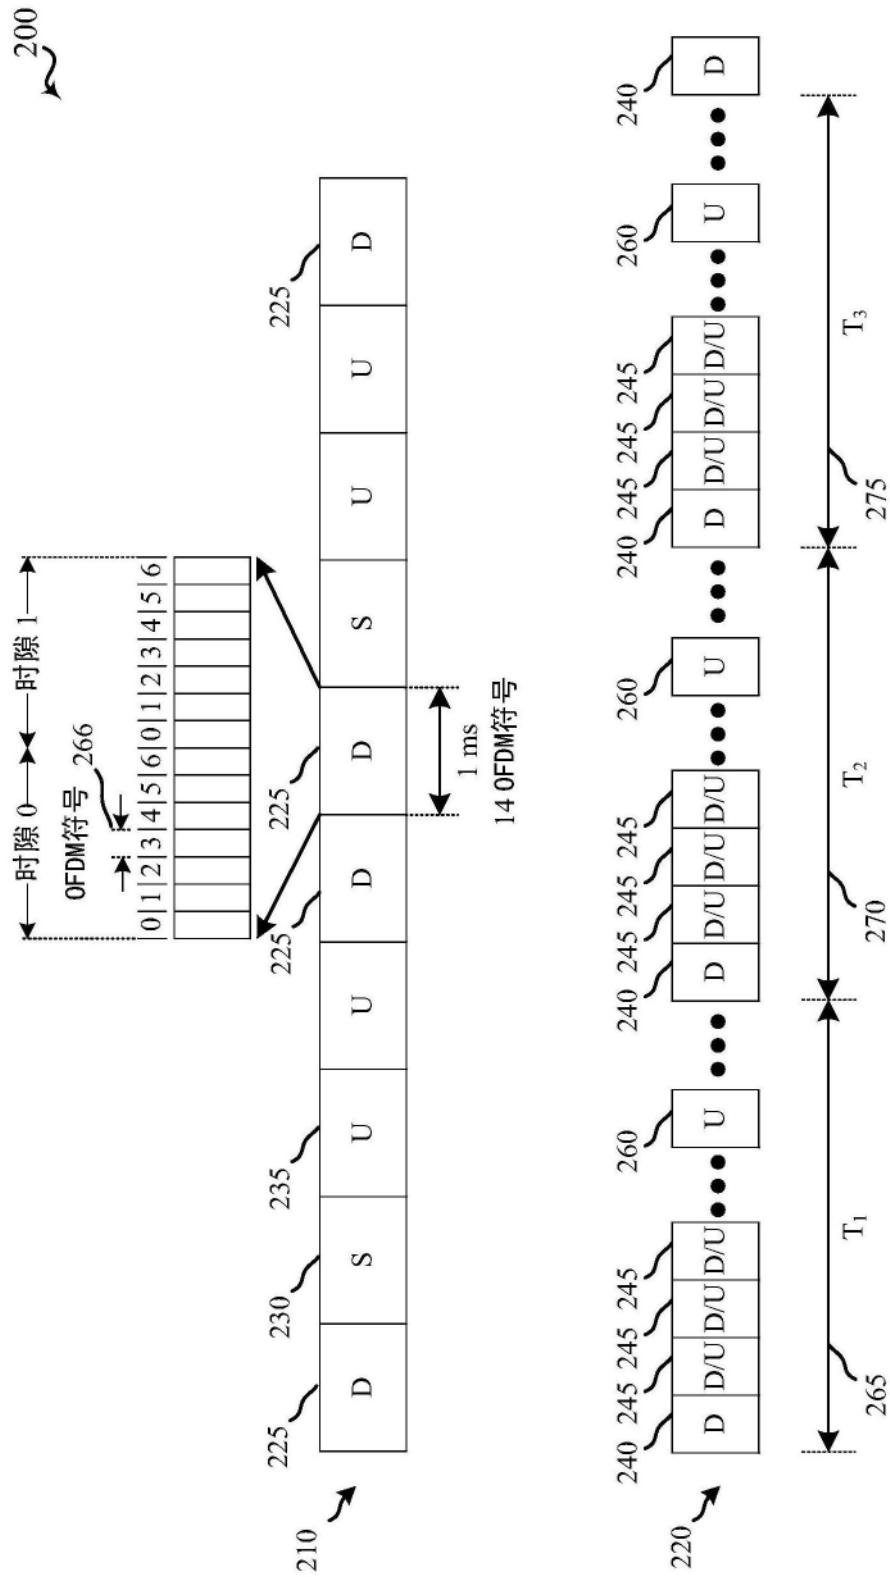 200
时隙 0 时隙 1
OFDM符号 266
0 1 2 3 4 5 6 0 1 2 3 4 5 6
225 230 235 225 225 225
210
D S U U D D S U U D
1 ms
14 OFDM符号
240 245 245 245 260 240 245 245 245 260 240 245 245 245 260 240
220
D D/U D/U D/U U D D/U D/U D/U U D D/U D/U D/U U D
T₁ T₂ T₃
265 270 275